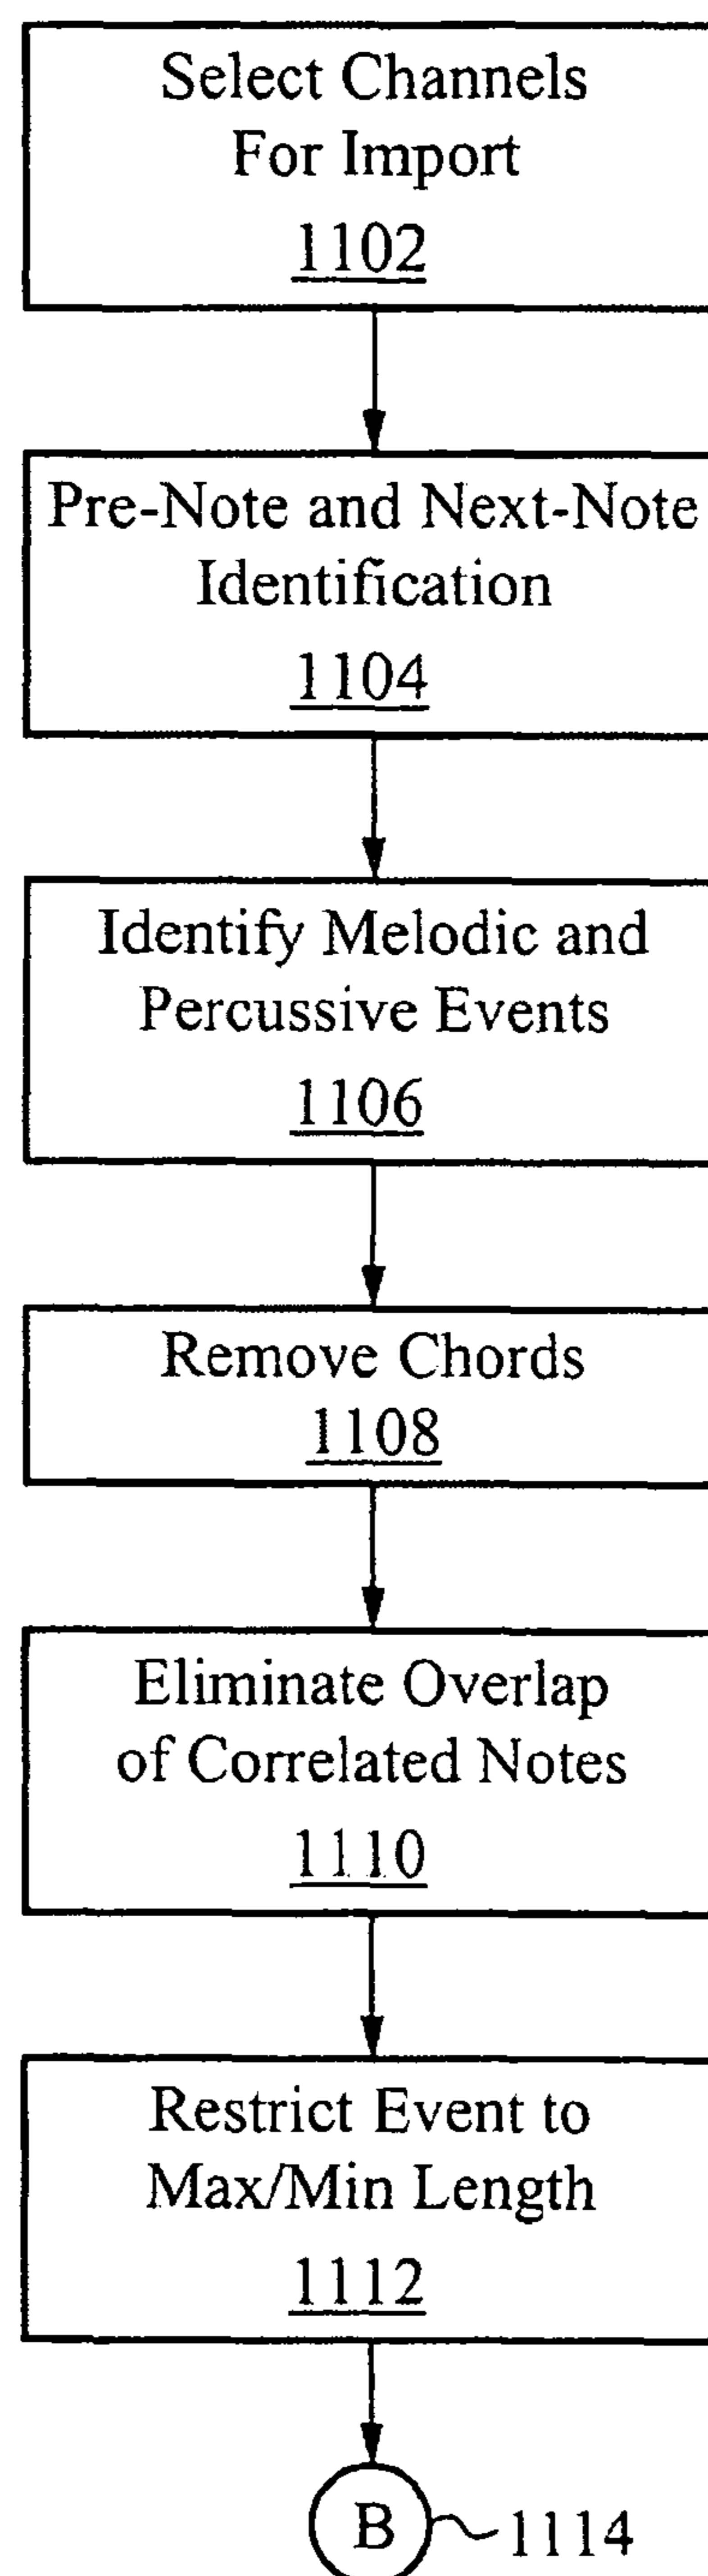 Select Channels
For Import
1102
Pre-Note and Next-Note
Identification
1104
Identify Melodic and
Percussive Events
1106
Remove Chords
1108
Eliminate Overlap
of Correlated Notes
1110
Restrict Event to
Max/Min Length
1112
B
1114